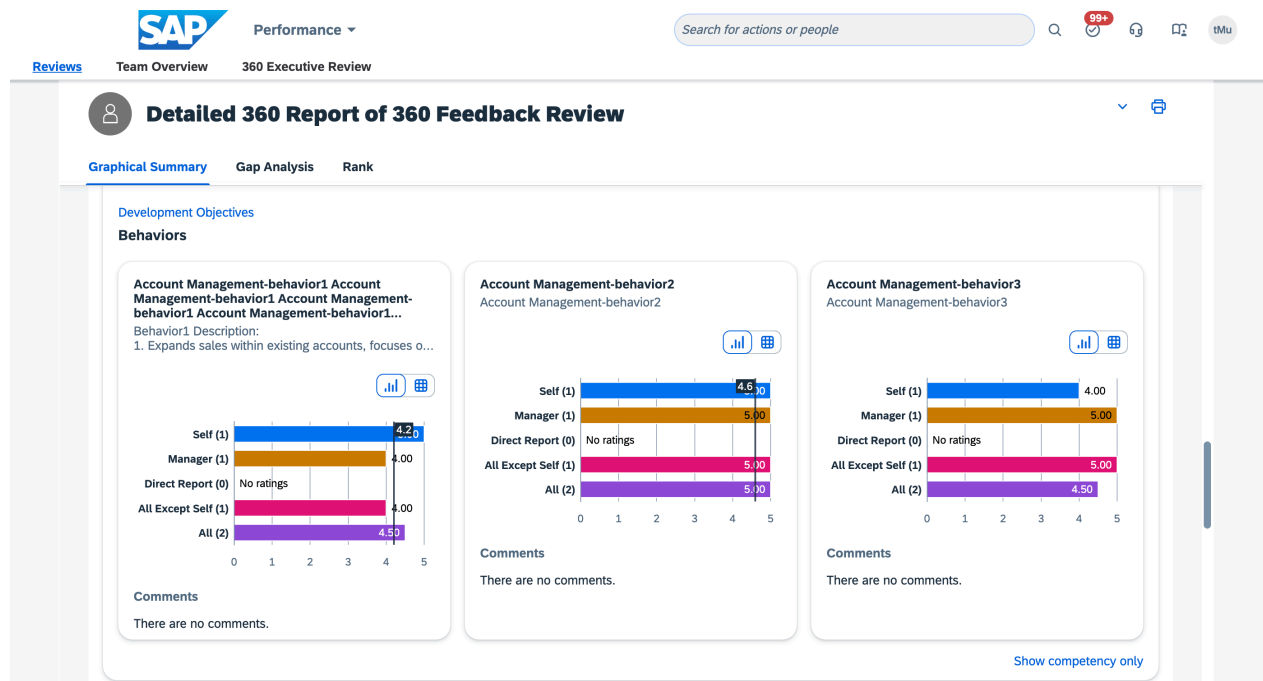 SAP
Performance
Search for actions or people
99+
tMu
Reviews
Team Overview
360 Executive Review
Detailed 360 Report of 360 Feedback Review
Graphical Summary
Gap Analysis
Rank
Development Objectives
Behaviors
Account Management-behavior1 Account
Management-behavior1 Account Management-
behavior1 Account Management-behavior1...
Behavior1 Description:
1. Expands sales within existing accounts, focuses o...
4.2
Self (1)
Manager (1) 4.00
Direct Report (0) No ratings
All Except Self (1) 4.00
All (2) 4.50
0 1 2 3 4 5
Comments
There are no comments.
Account Management-behavior2
Account Management-behavior2
4.6
Self (1)
Manager (1) 5.00
Direct Report (0) No ratings
All Except Self (1) 5.00
All (2) 5.00
0 1 2 3 4 5
Comments
There are no comments.
Account Management-behavior3
Account Management-behavior3
Self (1) 4.00
Manager (1) 5.00
Direct Report (0) No ratings
All Except Self (1) 5.00
All (2) 4.50
0 1 2 3 4 5
Comments
There are no comments.
Show competency only